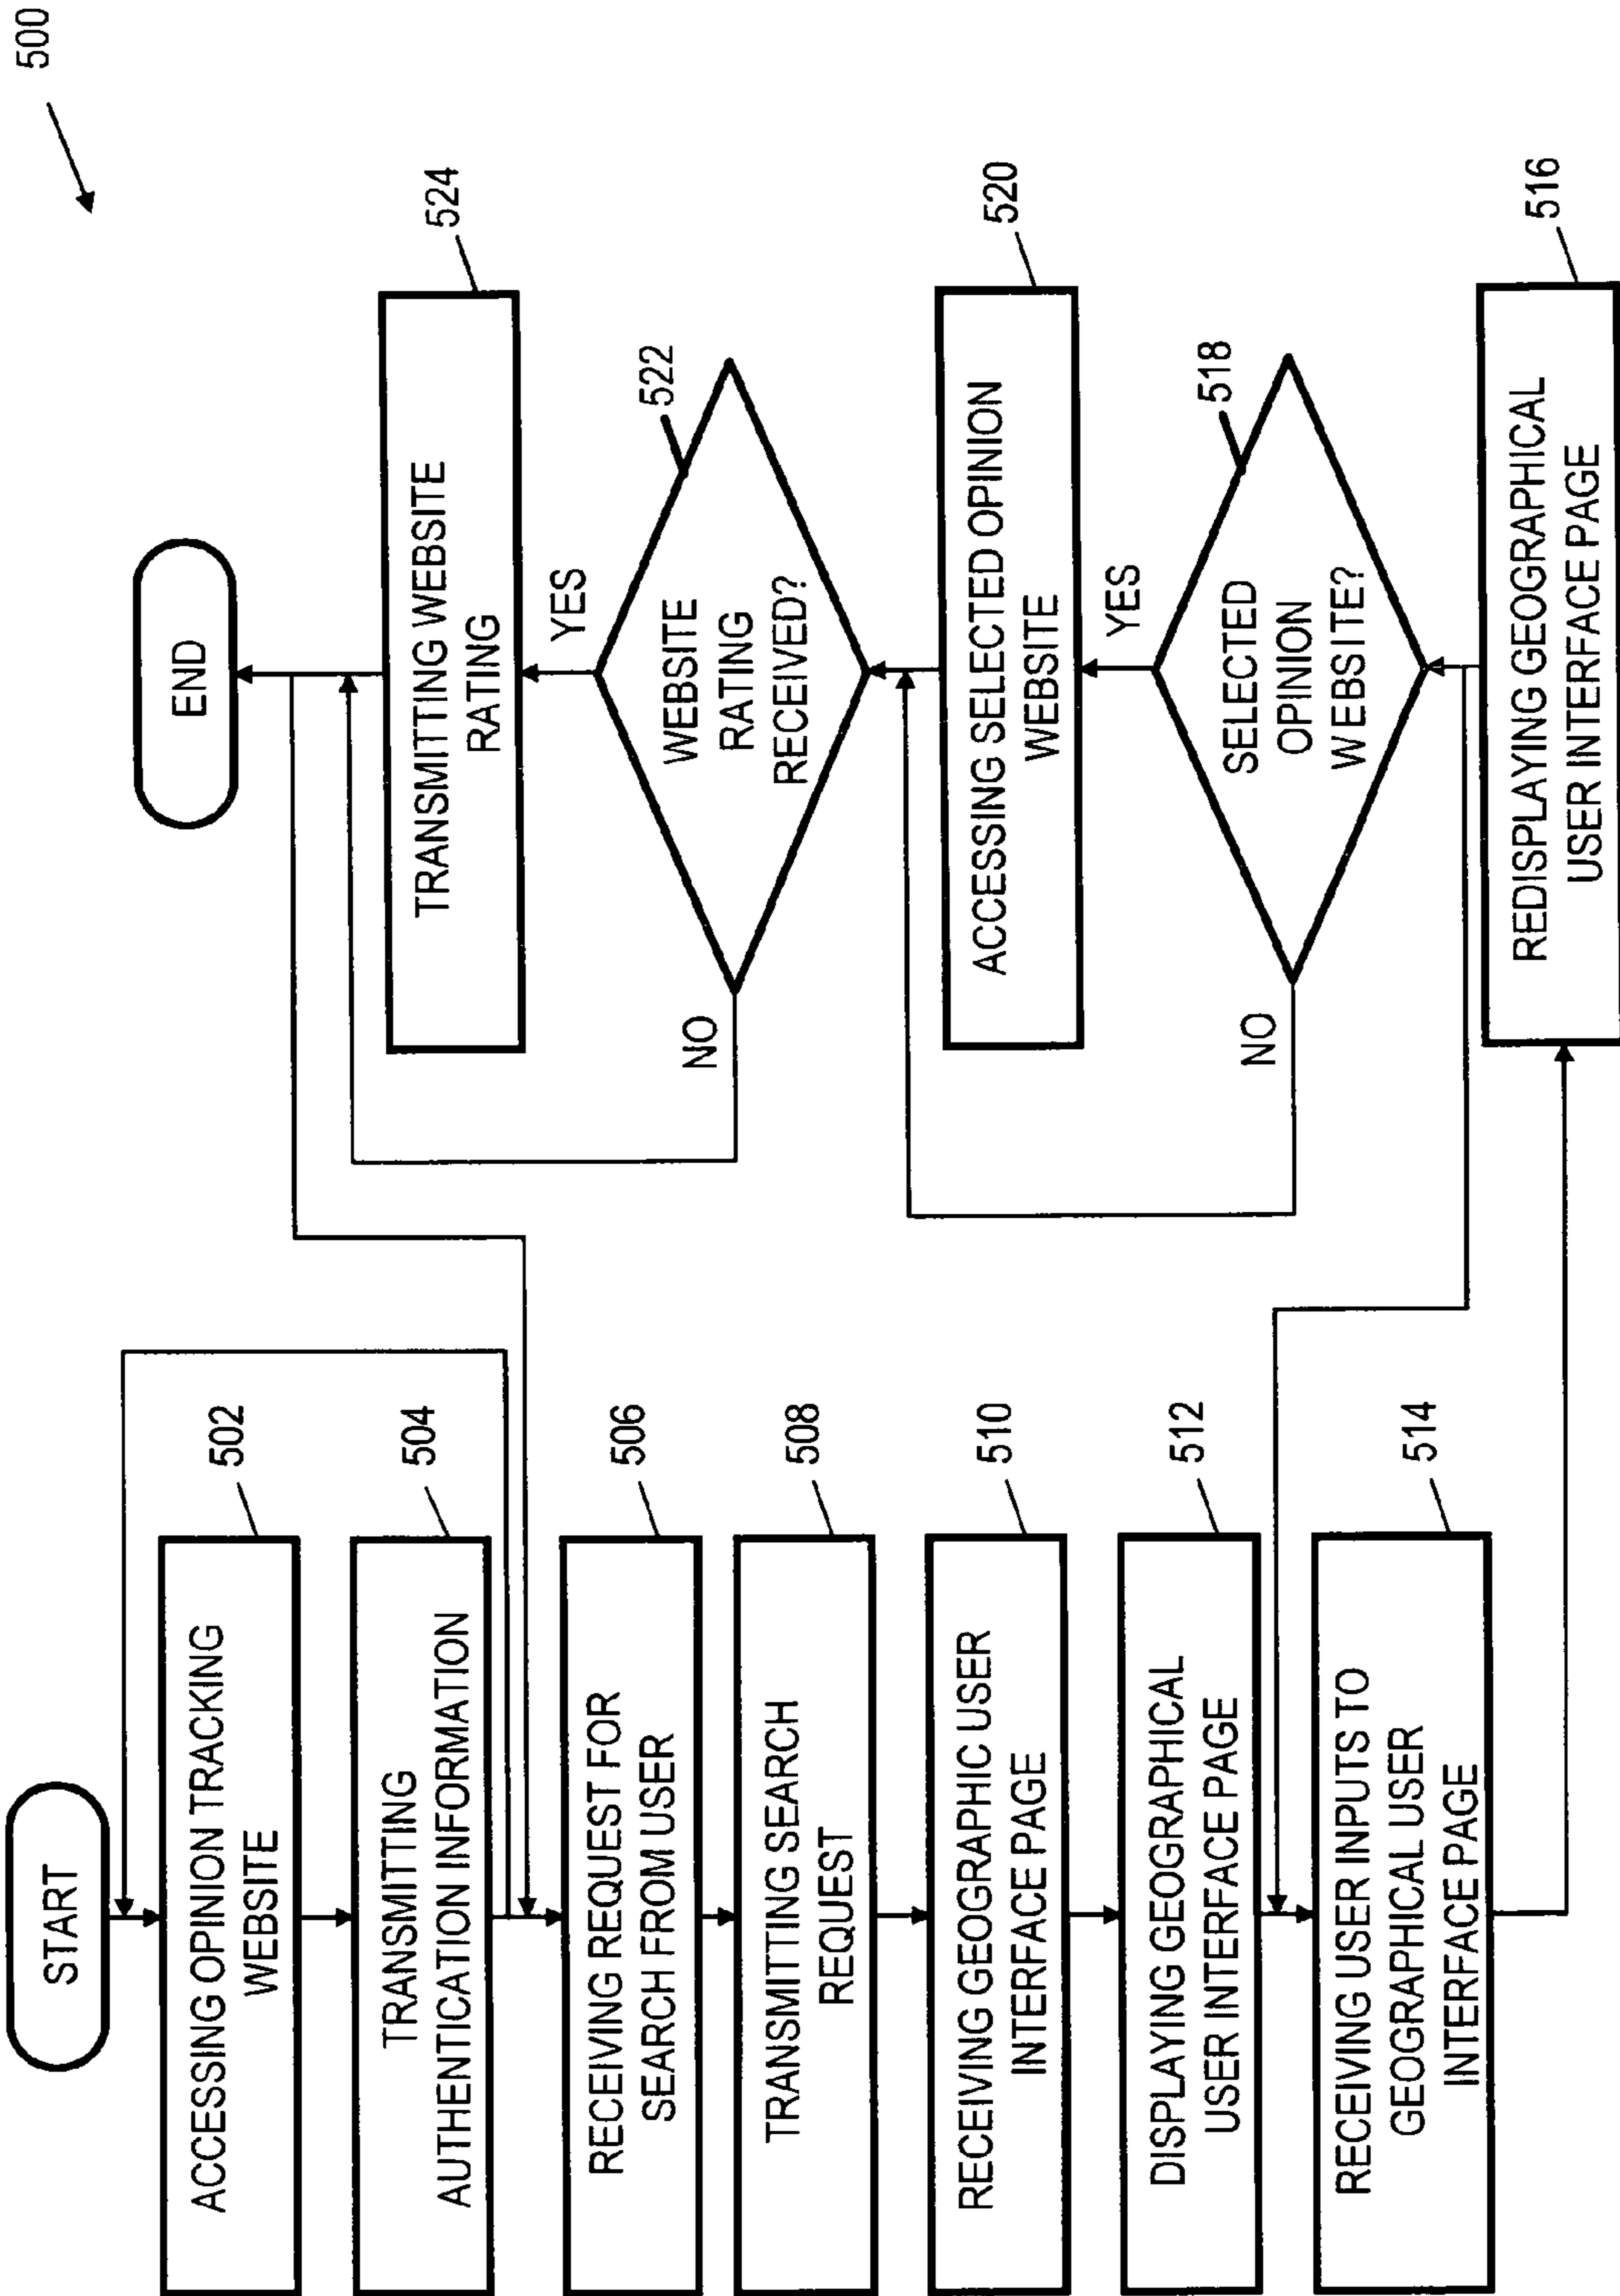 500
START
ACCESSING OPINION TRACKING
WEBSITE
502
TRANSMITTING
AUTHENTICATION INFORMATION
504
RECEIVING REQUEST FOR
SEARCH FROM USER
506
TRANSMITTING SEARCH
REQUEST
508
RECEIVING GEOGRAPHIC USER
INTERFACE PAGE
510
DISPLAYING GEOGRAPHICAL
USER INTERFACE PAGE
512
RECEIVING USER INPUTS TO
GEOGRAPHICAL USER
INTERFACE PAGE
514
END
TRANSMITTING WEBSITE
RATING
524
YES
WEBSITE
RATING
RECEIVED?
522
NO
ACCESSING SELECTED OPINION
WEBSITE
520
YES
SELECTED
OPINION
WEBSITE?
518
NO
REDISPLAYING GEOGRAPHICAL
USER INTERFACE PAGE
516